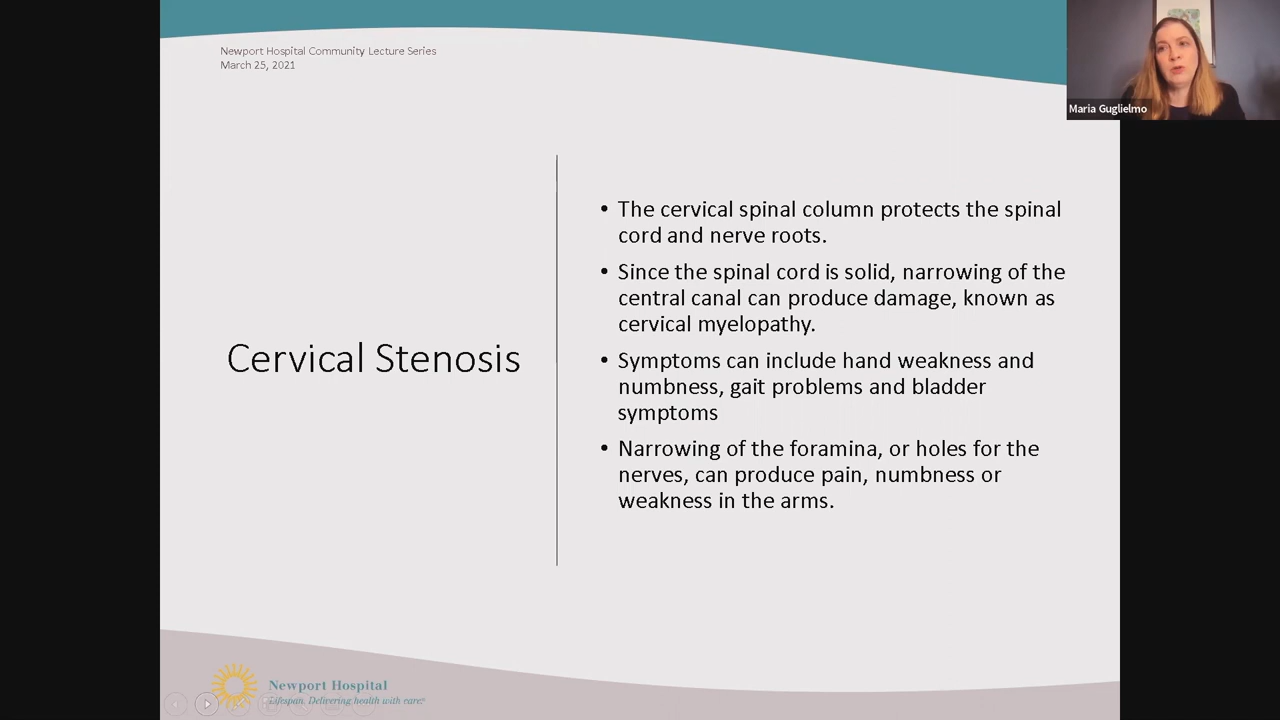 Newport Hospital Community Lecture Series
March 25, 2021
Maria Guglielmo
Cervical Stenosis
• The cervical spinal column protects the spinal
cord and nerve roots.
• Since the spinal cord is solid, narrowing of the
central canal can produce damage, known as
cervical myelopathy.
• Symptoms can include hand weakness and
numbness, gait problems and bladder
symptoms
• Narrowing of the foramina, or holes for the
nerves, can produce pain, numbness or
weakness in the arms.
Newport Hospital
Lifespan. Delivering health with care.®